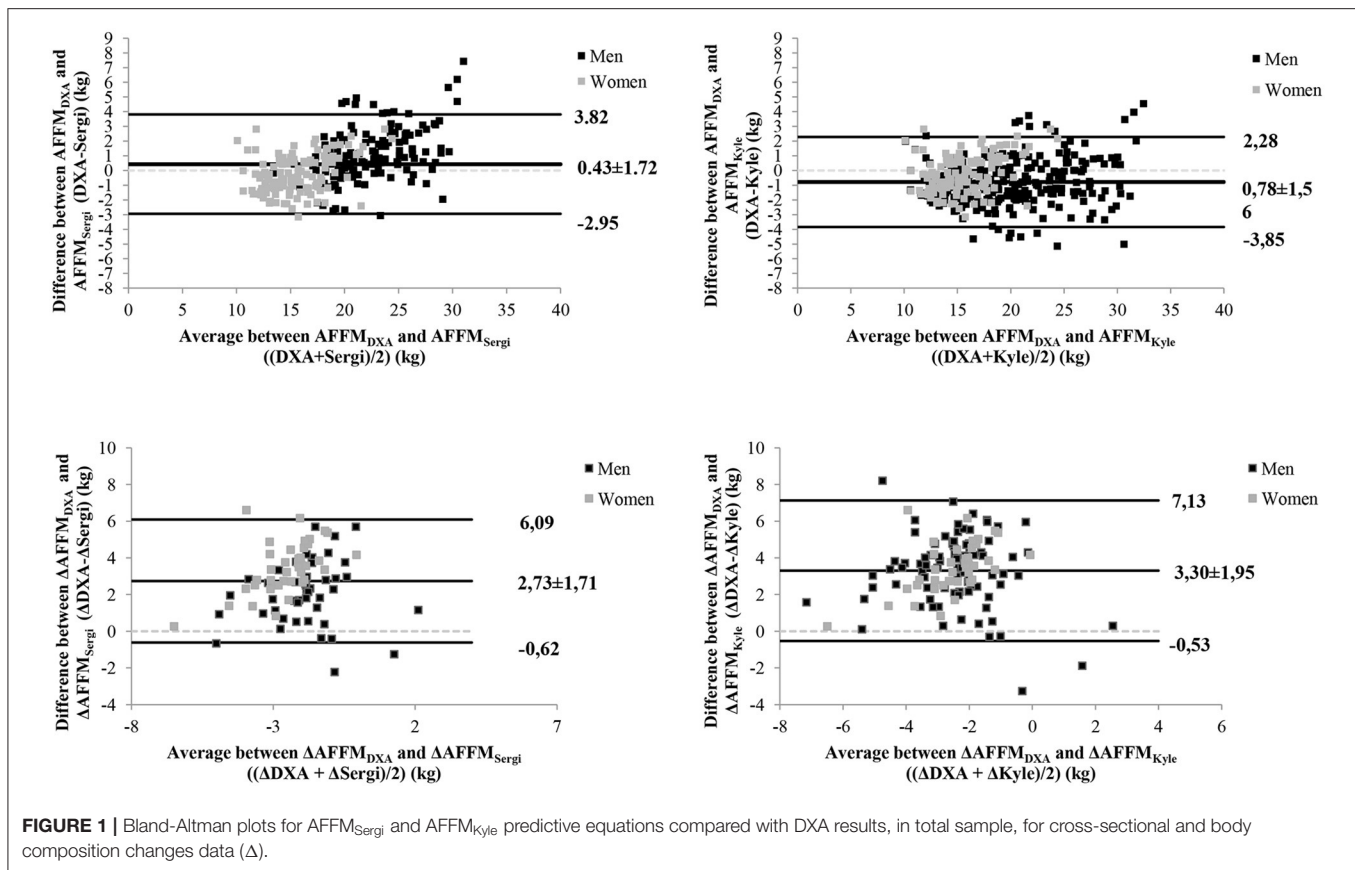 Difference between AFFMDXA and
AFFMSergi (DXA-Sergi) (kg)
9
8
7
6
5
4
3
2
1
0
-1
-2
-3
-4
-5
-6
-7
-8
0 5 10 15 20 25 30 35 40
Men
Women
3.82
0.43±1.72
-2.95
Average between AFFMDXA and AFFMSergi
((DXA+Sergi)/2) (kg)
Difference between AFFMDXA and
AFFMKyle
(DXA-Kyle) (kg)
9
8
7
6
5
4
3
2
1
0
-1
-2
-3
-4
-5
-6
-7
-8
0 5 10 15 20 25 30 35 40
Men
Women
2,28
0,78±1,5
6
-3,85
Average between AFFMDXA and AFFMKyle
((DXA+Kyle)/2) (kg)
Difference between ΔAFFMDXA and
ΔAFFMSergi (ΔDXA-ΔSergi) (kg)
10
8
6
4
2
0
-2
-4
-8 -3 2 7
Men
Women
6,09
2,73±1,71
-0,62
Average between ΔAFFMDXA and ΔAFFMSergi
((ΔDXA + ΔSergi)/2) (kg)
Difference between ΔAFFMDXA and
ΔAFFMKyle (ΔDXA-ΔKyle) (kg)
10
8
6
4
2
0
-2
-4
-8 -6 -4 -2 0 2 4 6
Men
Women
7,13
3,30±1,95
-0,53
Average between ΔAFFMDXA and ΔAFFMKyle
((ΔDXA + ΔKyle)/2) (kg)
FIGURE 1 | Bland-Altman plots for AFFMSergi and AFFMKyle predictive equations compared with DXA results, in total sample, for cross-sectional and body
composition changes data (Δ).